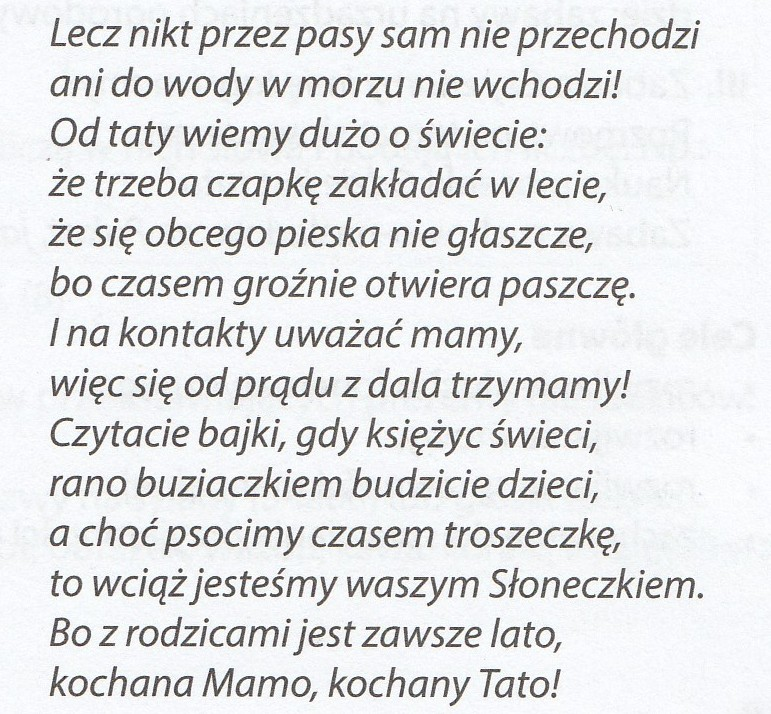 Lecz nikt przez pasy sam nie przechodzi
ani do wody w morzu nie wchodzi!
Od taty wiemy dużo o świecie:
że trzeba czapkę zakładać w lecie,
że się obcego pieska nie głaszcze,
bo czasem groźnie otwiera paszczę.
I na kontakty uważać mamy,
więc się od prądu z dala trzymamy!
Czytacie bajki, gdy księżyc świeci,
rano buziaczkiem budzicie dzieci,
a choć psocimy czasem troszeczkę,
to wciąż jesteśmy waszym Słoneczkiem.
Bo z rodzicami jest zawsze lato,
kochana Mamo, kochany Tato!